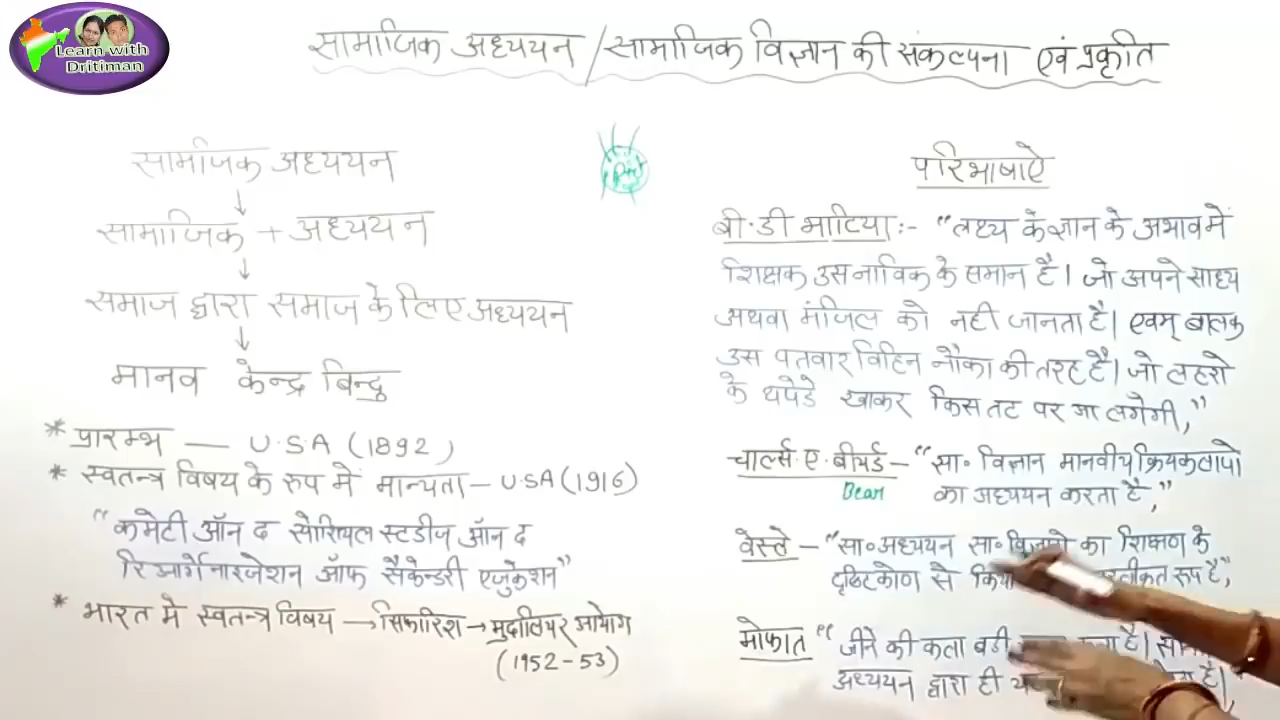 Learn with
Dritiman
सामाजिक अध्ययन / सामाजिक विज्ञान की संकल्पना एवं प्रकृति
सामाजिक अध्ययन
सामाजिक + अध्ययन
समाज द्वारा समाज के लिए अध्ययन
मानव केन्द्र बिन्दु
* प्रारम्भ — U.S.A (1892)
* स्वतन्त्र विषय के रुप में मान्यता – U.SA (1916)
“कमेटी ऑन द सोशियल स्टडीज ऑन द
रिआर्गेनाइजेशन ऑफ सैकेन्डरी एजुकेशन”
* भारत मे स्वतन्त्र विषय → सिफारिश → मुदालियर आयोग
(1952-53)
परिभाषाऐ
बी.डी भाटिया:- “लक्ष्य के ज्ञान के अभाव में
शिक्षक उस नाविक के समान है। जो अपने साध्य
अथवा मंजिल को नही जानता है। एवम् बालक
उस पतवार विहिन नौका की तरह है। जो लहरो
के थपेडे खाकर किस तट पर जा लगेगी,”
चार्ल्स ए. बीयर्ड – “सा॰ विज्ञान मानवीय क्रियकलापो
Bear
का अध्ययन करता है,”
वेस्ले – “सा॰ अध्ययन सा॰ विज्ञानो का शिक्षण के
दृष्टिकोण से रूप है,”
मोफात “जीने की कला बडी है।
अध्ययन द्वारा ही है।,